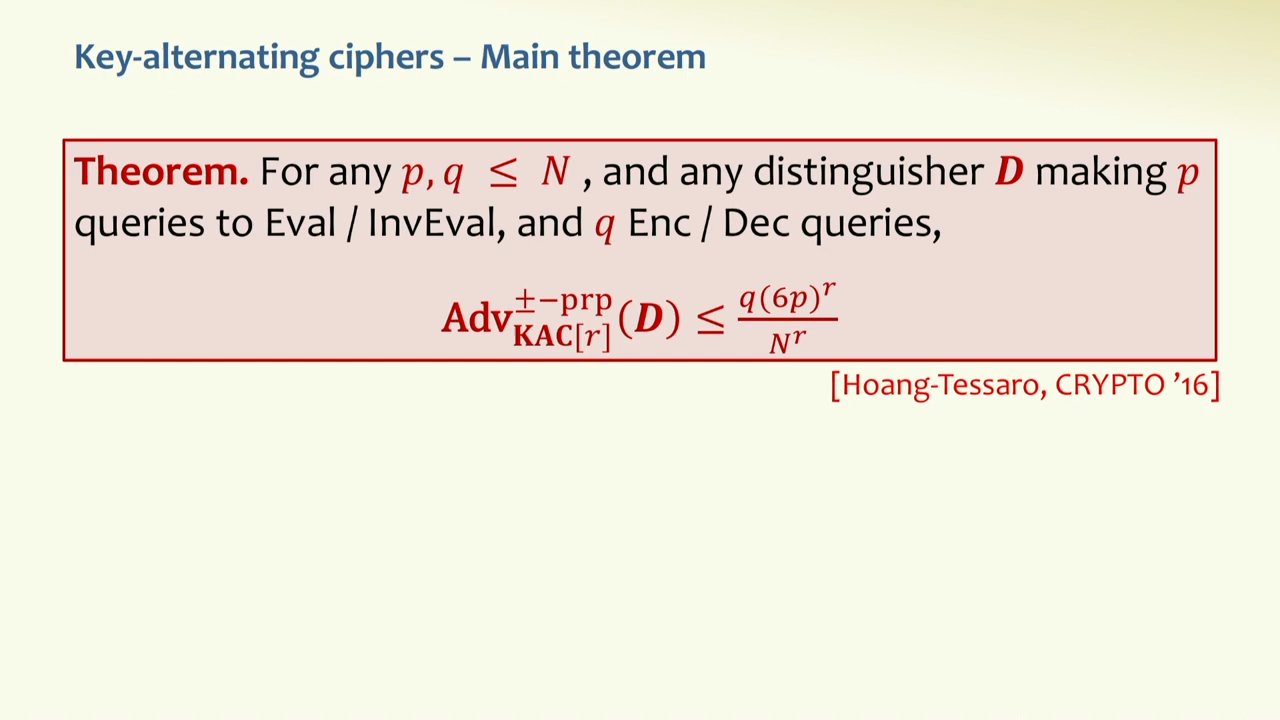 Key-alternating ciphers – Main theorem
Theorem. For any p, q ≤ N , and any distinguisher D making p
queries to Eval / InvEval, and q Enc / Dec queries,
Adv^{±−prp}_{KAC[r]}(D) ≤ \frac{q(6p)^r}{N^r}
[Hoang-Tessaro, CRYPTO ’16]